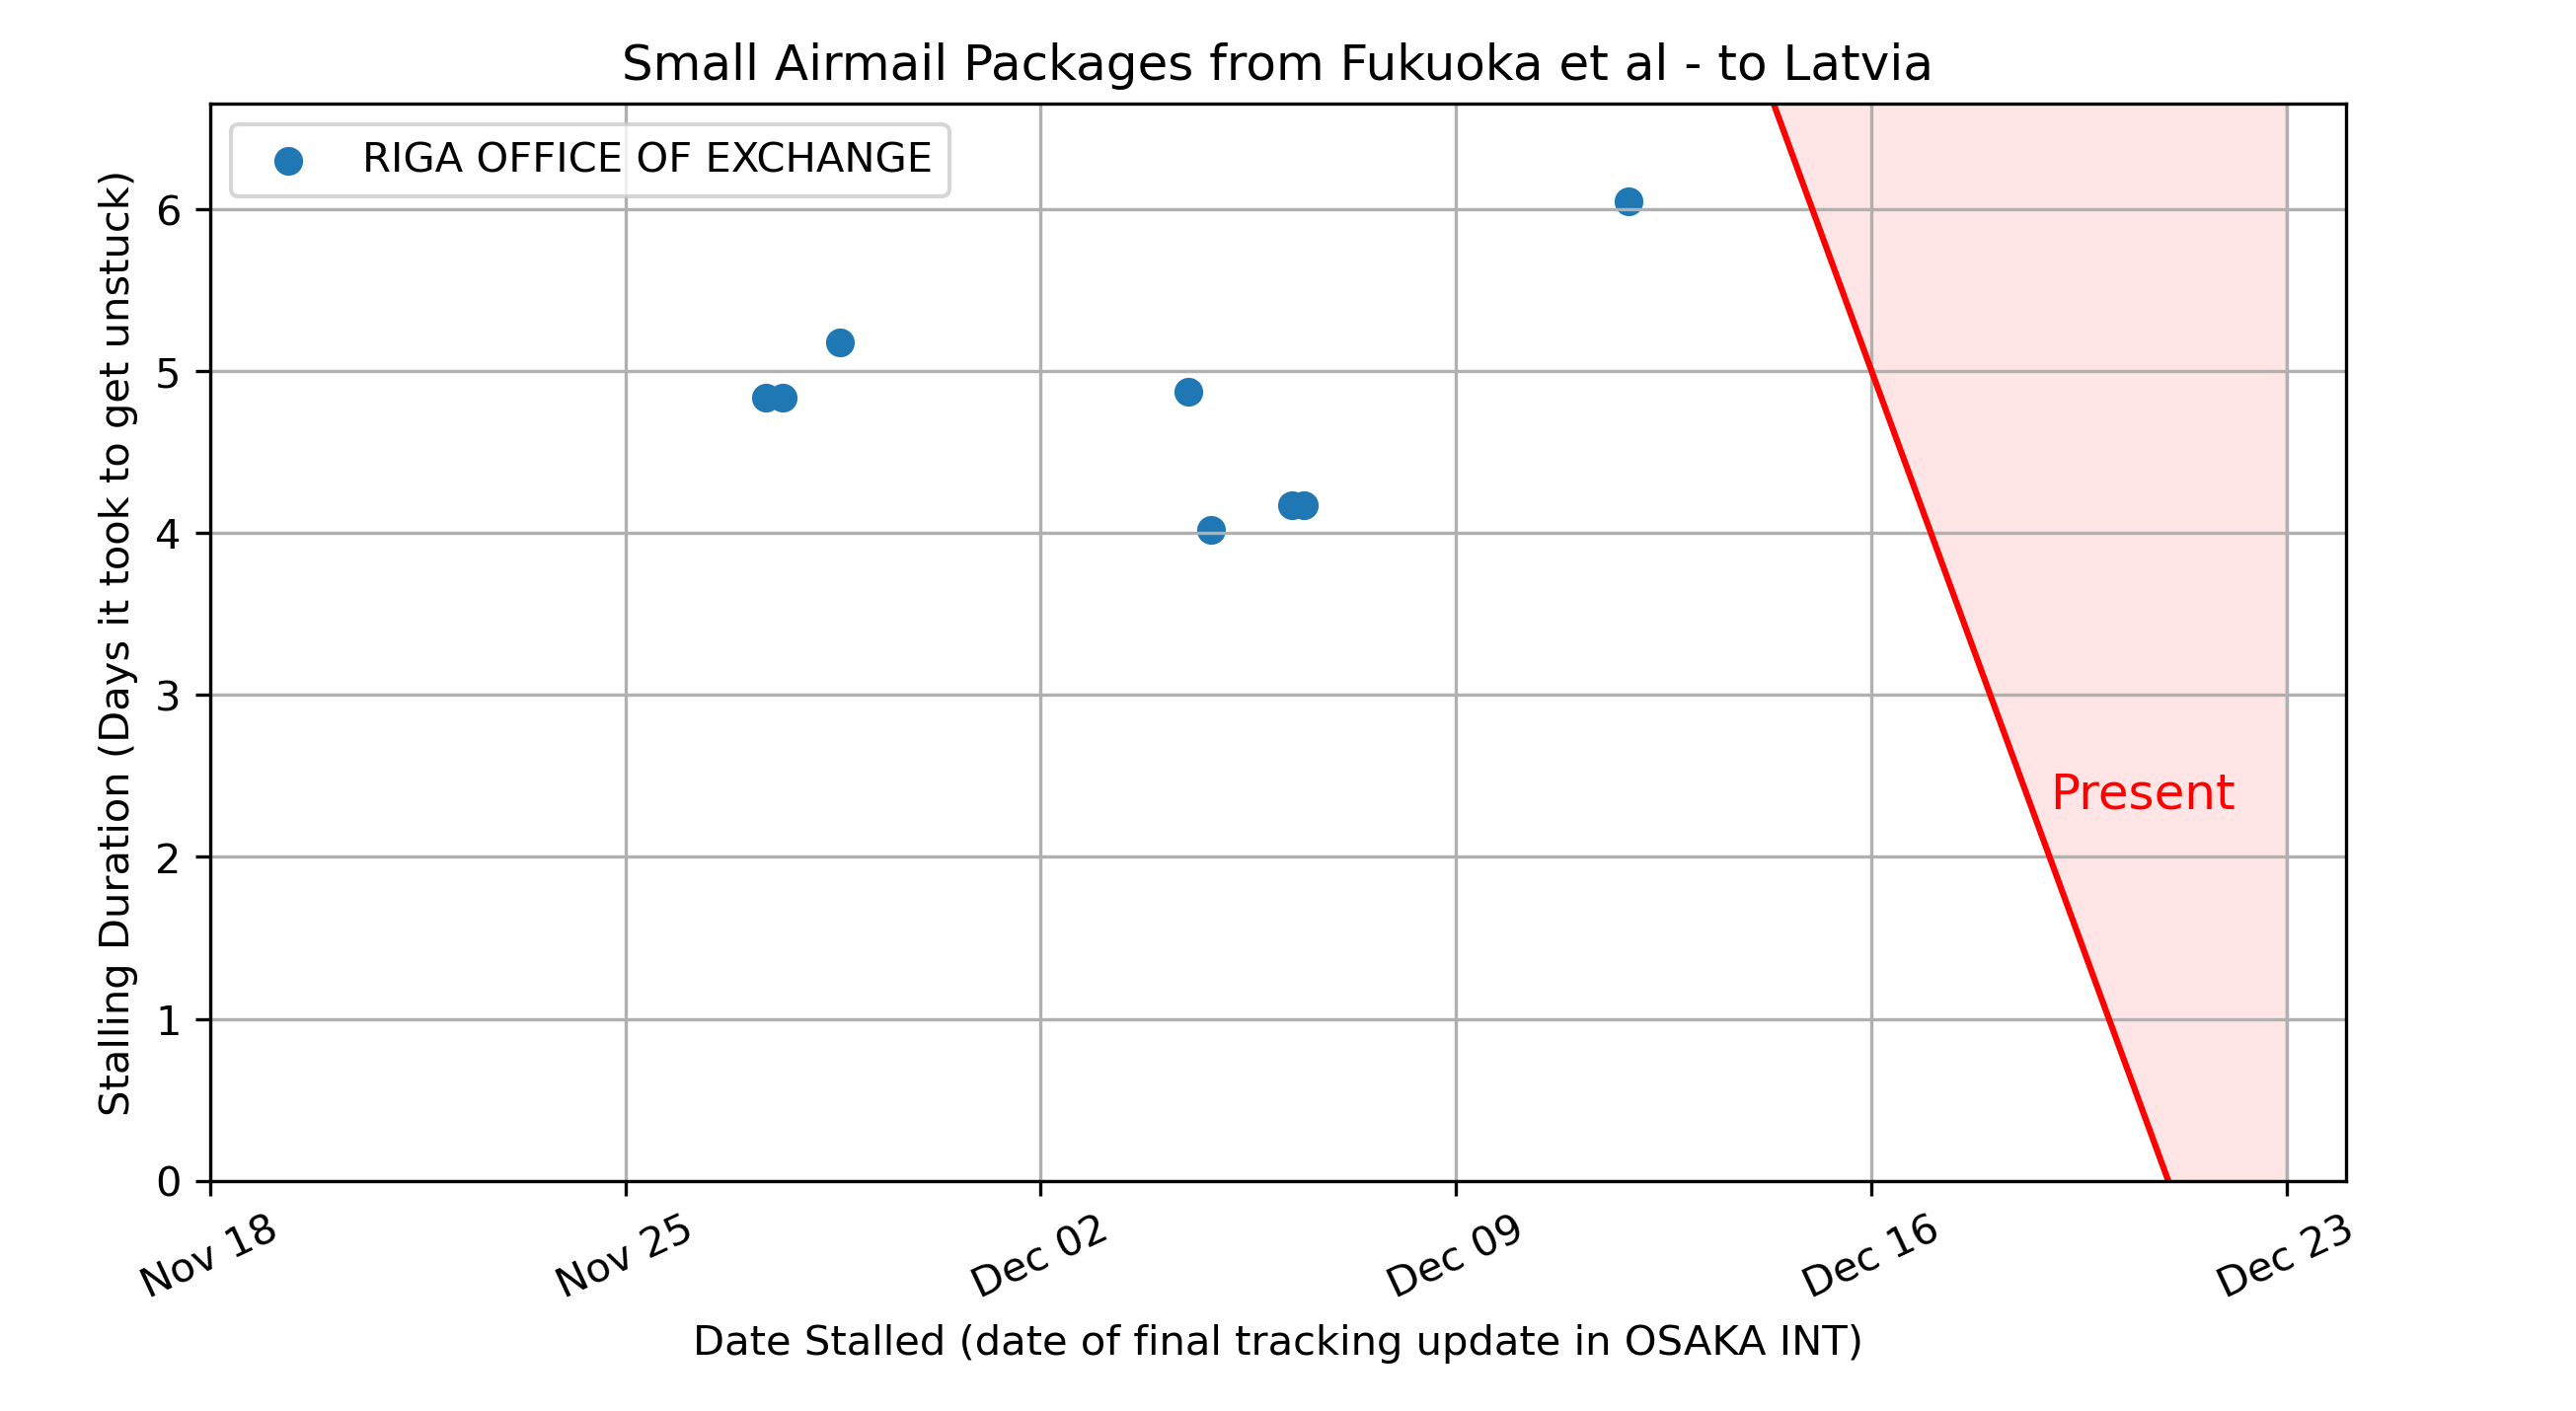 Small Airmail Packages from Fukuoka et al - to Latvia
RIGA OFFICE OF EXCHANGE
Stalling Duration (Days it took to get unstuck)
6
5
4
3
2
1
0
Present
Nov 18
Nov 25
Dec 02
Dec 09
Dec 16
Dec 23
Date Stalled (date of final tracking update in OSAKA INT)